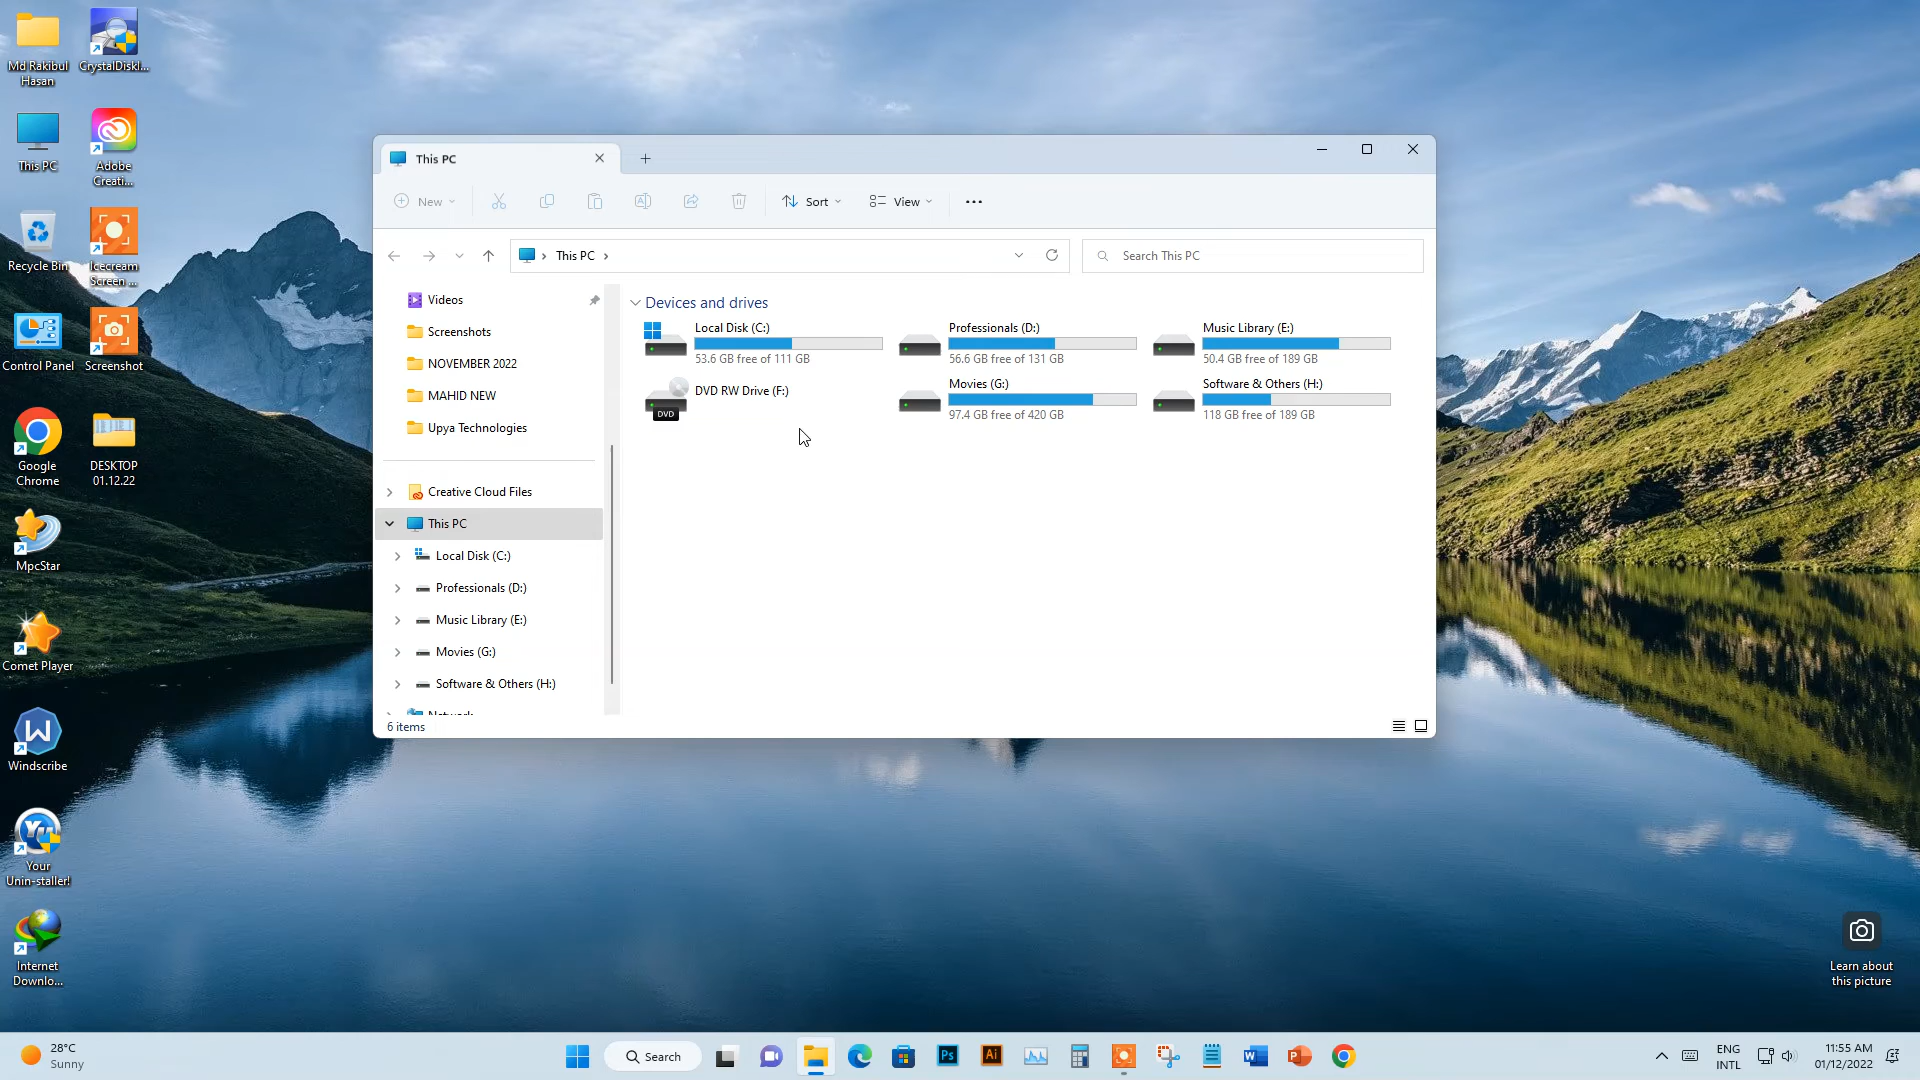 Md Rakibul
Hasan
CrystalDiskI...
This PC
Adobe
Creati...
Recycle Bin
Icecream
Screen ...
Control Panel
Screenshot
Google
Chrome
DESKTOP
01.12.22
MpcStar
Comet Player
Windscribe
Your
Unin-staller!
Internet
Downlo...
This PC
New
Sort
View
This PC
Search This PC
Videos
Screenshots
NOVEMBER 2022
MAHID NEW
Upya Technologies
Creative Cloud Files
This PC
Local Disk (C:)
Professionals (D:)
Music Library (E:)
Movies (G:)
Software & Others (H:)
Network
6 items
Devices and drives
Local Disk (C:)
53.6 GB free of 111 GB
Professionals (D:)
56.6 GB free of 131 GB
Music Library (E:)
50.4 GB free of 189 GB
DVD RW Drive (F:)
DVD
Movies (G:)
97.4 GB free of 420 GB
Software & Others (H:)
118 GB free of 189 GB
Learn about
this picture
28°C
Sunny
Search
Ps
Ai
ENG
INTL
11:55 AM
01/12/2022